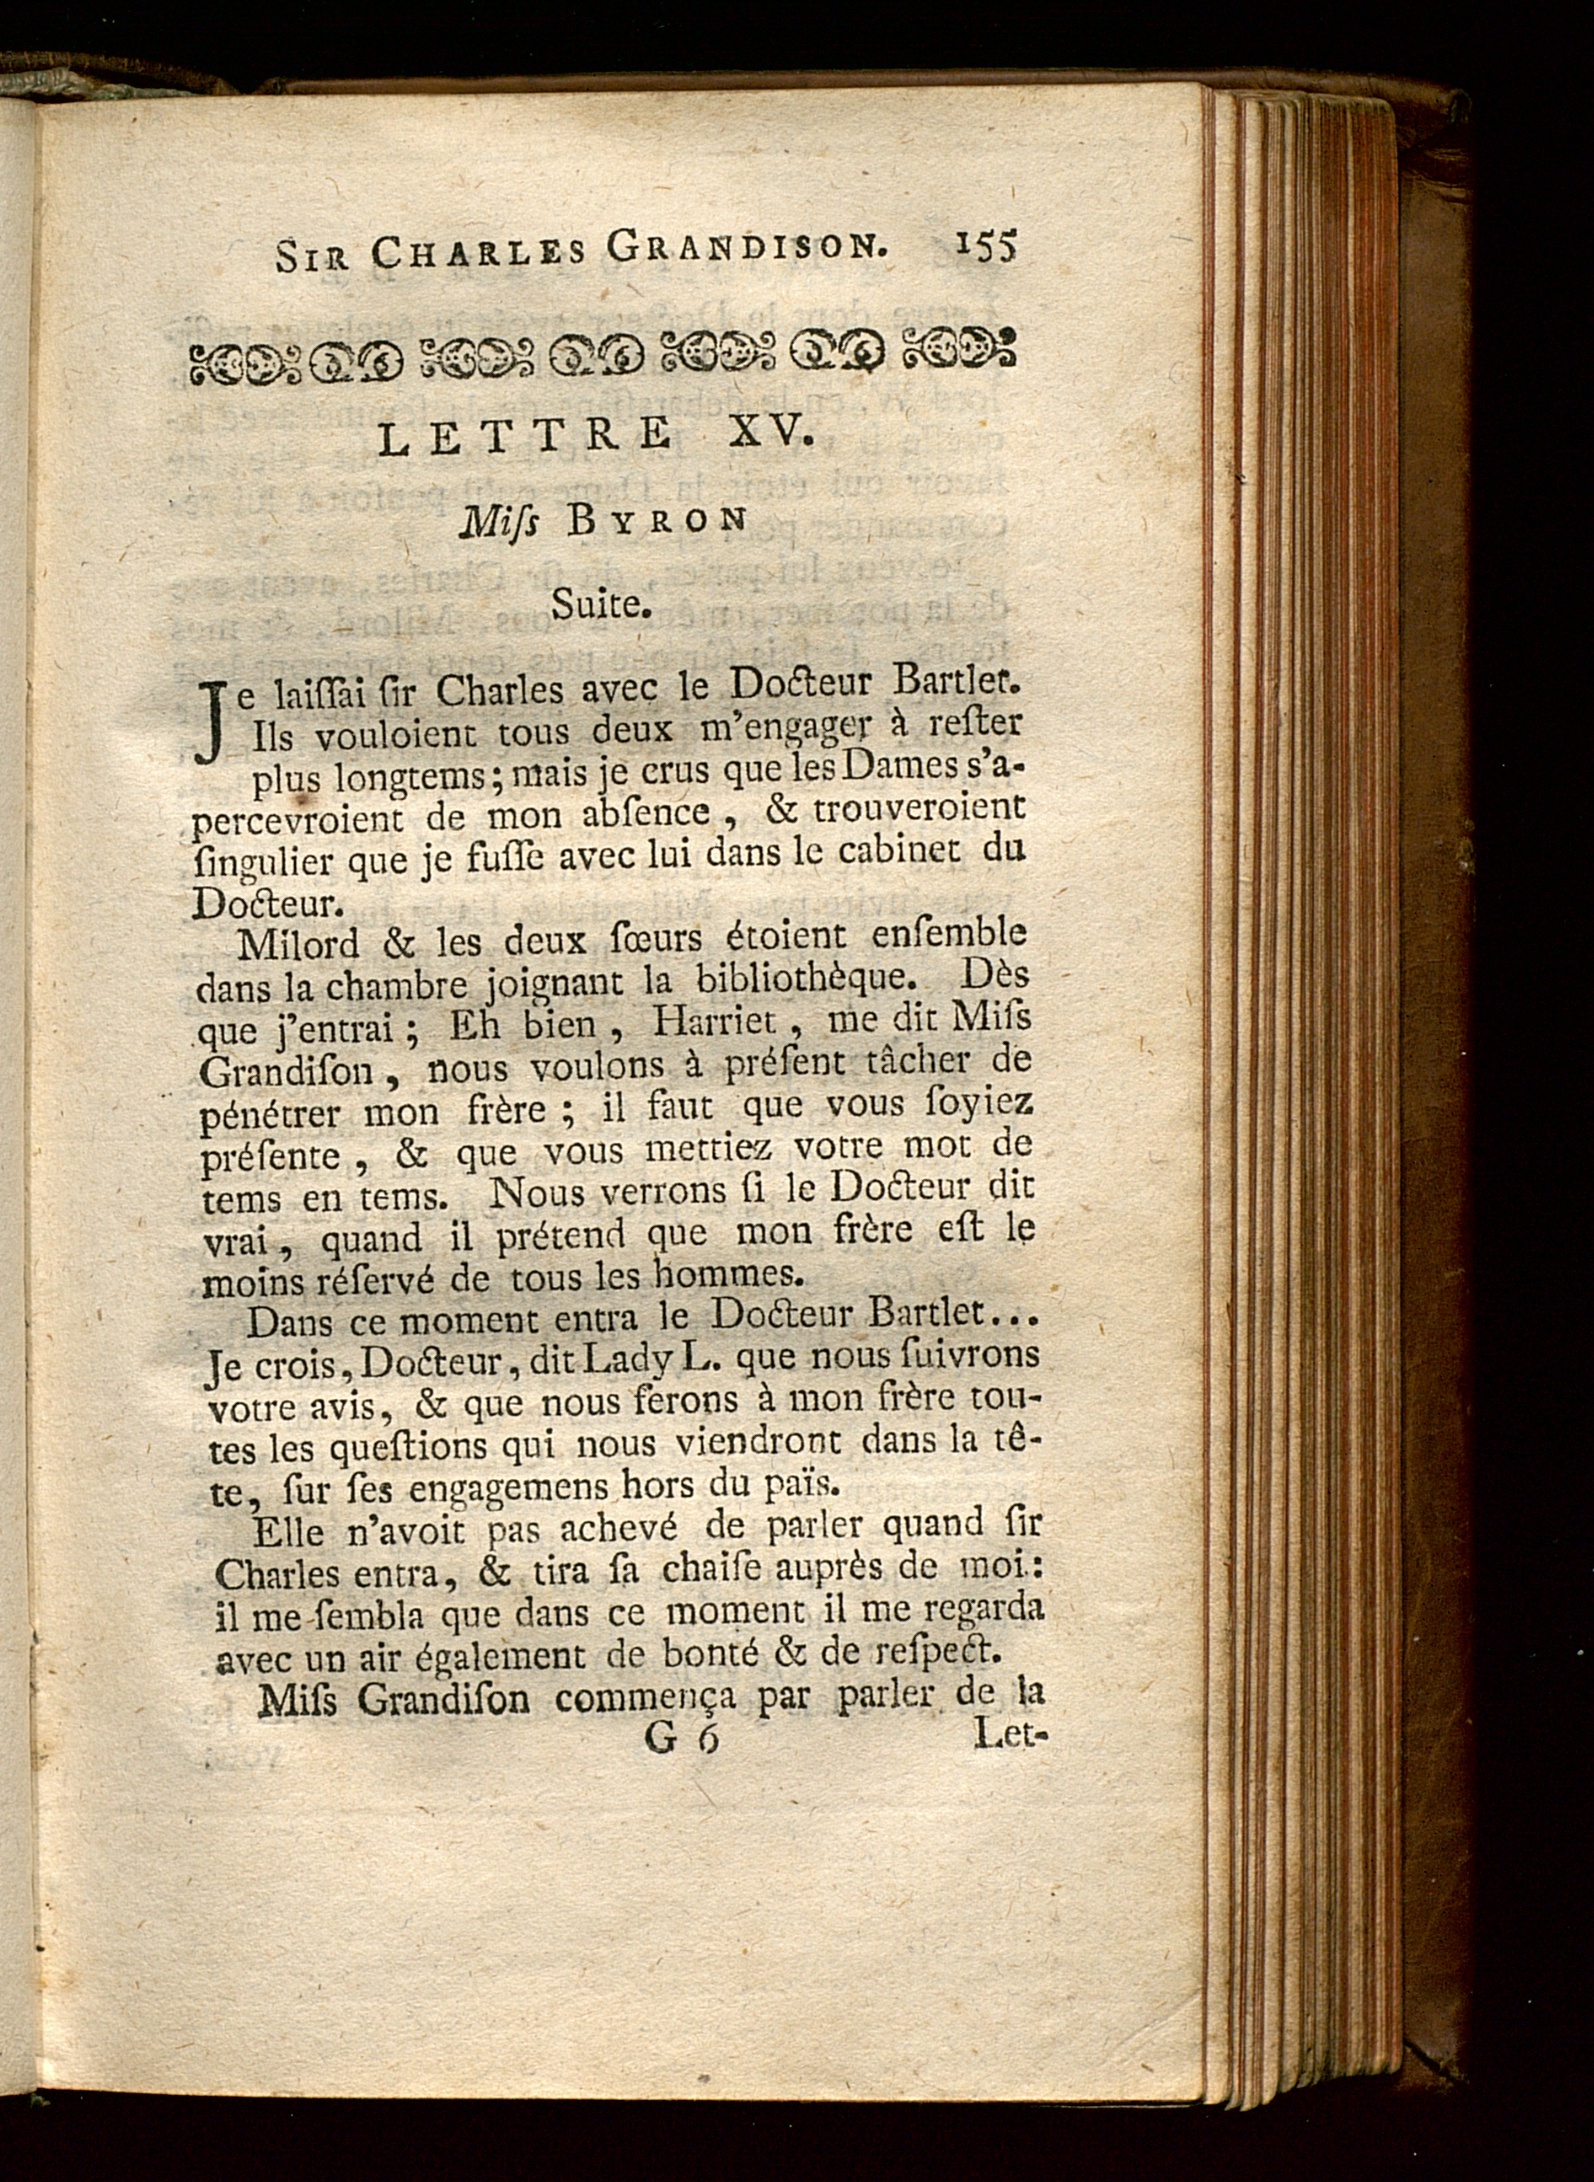 SIR CHARLES GRANDISON. 155
LETTRE XV.
Miſs BYRON
Suite.
Je laiſſai ſir Charles avec le Docteur Bartlet.
Ils vouloient tous deux m'engager à reſter
plus longtems; mais je crus que les Dames s'a-
percevroient de mon abſence, & trouveroient
ſingulier que je fuſſe avec lui dans le cabinet du
Docteur.
Milord & les deux ſœurs étoient enſemble
dans la chambre joignant la bibliothèque. Dès
que j'entrai; Eh bien, Harriet, me dit Miſs
Grandiſon, nous voulons à préſent tâcher de
pénétrer mon frère; il faut que vous ſoyiez
préſente, & que vous mettiez votre mot de
tems en tems. Nous verrons ſi le Docteur dit
vrai, quand il prétend que mon frère eſt le
moins réſervé de tous les hommes.
Dans ce moment entra le Docteur Bartlet...
Je crois, Docteur, dit Lady L. que nous ſuivrons
votre avis, & que nous ferons à mon frère tou-
tes les queſtions qui nous viendront dans la tê-
te, ſur ſes engagemens hors du païs.
Elle n'avoit pas achevé de parler quand ſir
Charles entra, & tira ſa chaiſe auprès de moi:
il me ſembla que dans ce moment il me regarda
avec un air également de bonté & de reſpect.
Miſs Grandiſon commença par parler de la
G 6 Let-